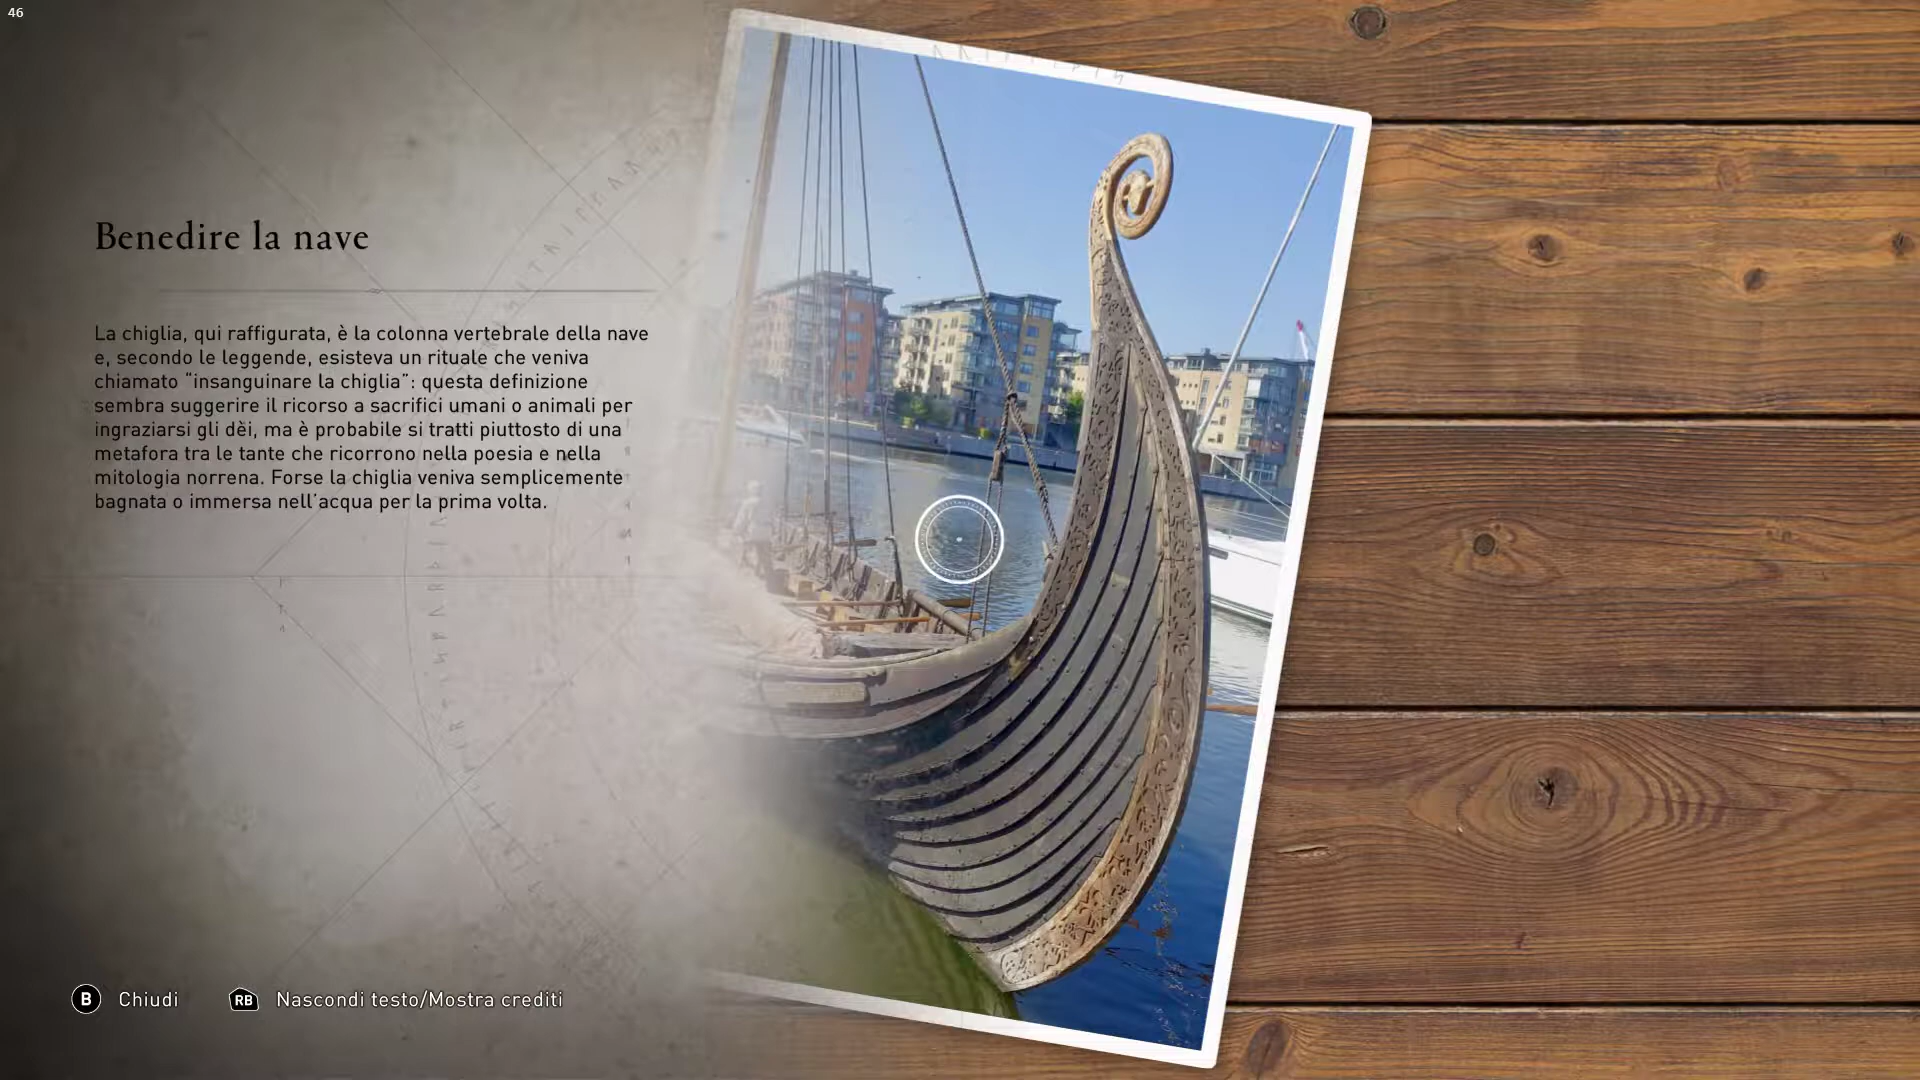 46
Benedire la nave
La chiglia, qui raffigurata, è la colonna vertebrale della nave
e, secondo le leggende, esisteva un rituale che veniva
chiamato "insanguinare la chiglia": questa definizione
sembra suggerire il ricorso a sacrifici umani o animali per
ingraziarsi gli dèi, ma è probabile si tratti piuttosto di una
metafora tra le tante che ricorrono nella poesia e nella
mitologia norrena. Forse la chiglia veniva semplicemente
bagnata o immersa nell'acqua per la prima volta.
B Chiudi RB Nascondi testo/Mostra crediti